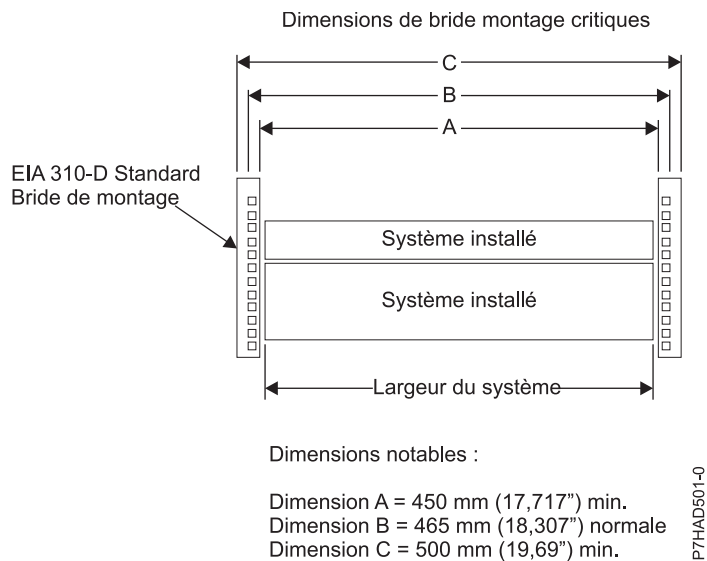 Dimensions de bride montage critiques
C
B
A
EIA 310-D Standard
Bride de montage
Système installé
Système installé
Largeur du système
Dimensions notables :
Dimension A = 450 mm (17,717") min.
Dimension B = 465 mm (18,307") normale
Dimension C = 500 mm (19,69") min.
P7HAD501-0